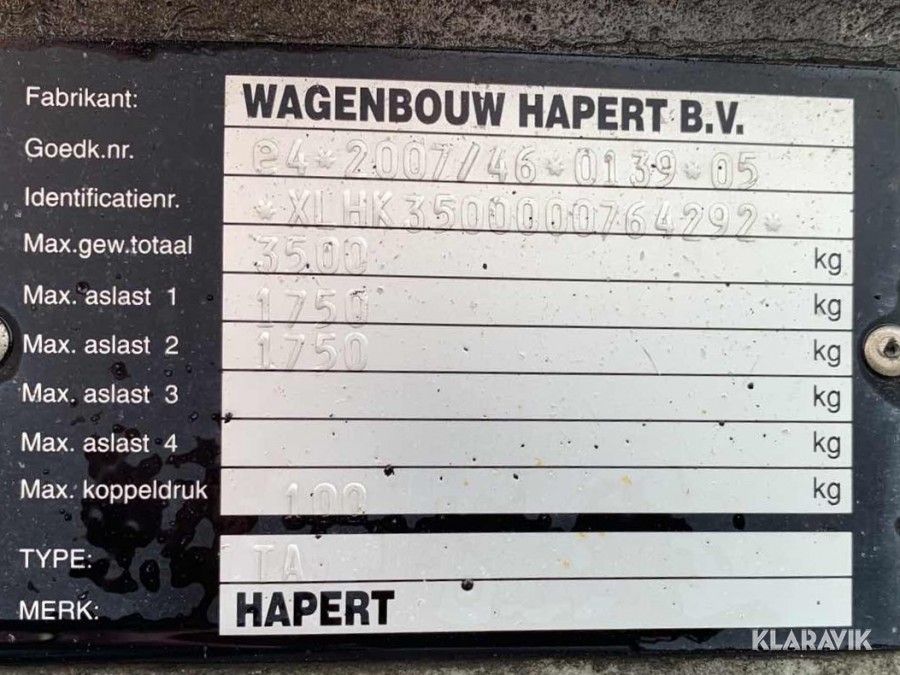 Fabrikant: WAGENBOUW HAPERT B.V.
Goedk.nr. e4*2007/46*0139*05
Identificatienr. *XLHK3500000764292*
Max.gew.totaal 3500 kg
Max. aslast 1 1750 kg
Max. aslast 2 1750 kg
Max. aslast 3 kg
Max. aslast 4 kg
Max. koppeldruk 100 kg
TYPE: TA
MERK: HAPERT
KLARAVIK